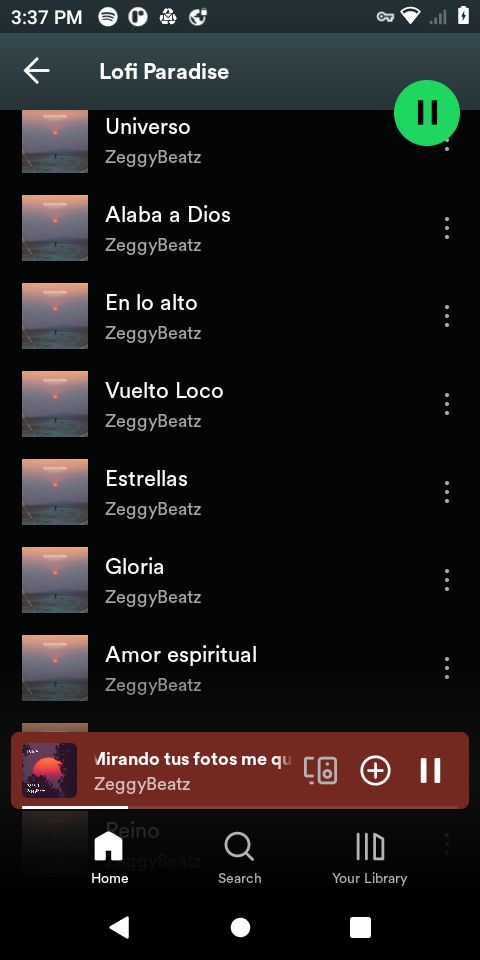 3:37 PM
Lofi Paradise
Universo
ZeggyBeatz
Alaba a Dios
ZeggyBeatz
En lo alto
ZeggyBeatz
Vuelto Loco
ZeggyBeatz
Estrellas
ZeggyBeatz
Gloria
ZeggyBeatz
Amor espiritual
ZeggyBeatz
Mirando tus fotos me qu
ZeggyBeatz
Reino
ZeggyBeatz
Home
Search
Your Library